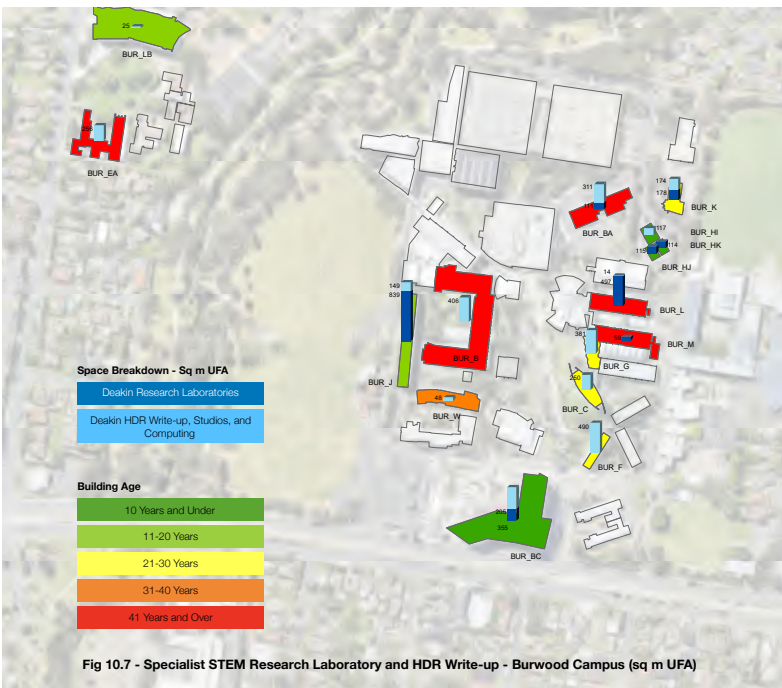 25
BUR_LB
BUR_EA
311
BUR_BA
174
178
BUR_K
117
BUR_HI
114
BUR_HK
115
BUR_HJ
14
497
BUR_L
149
839
406
BUR_B
BUR_J
BUR_M
381
BUR_G
250
BUR_C
48
BUR_W
490
BUR_F
355
BUR_BC
Space Breakdown - Sq m UFA
Deakin Research Laboratories
Deakin HDR Write-up, Studios, and
Computing
Building Age
10 Years and Under
11-20 Years
21-30 Years
31-40 Years
41 Years and Over
Fig 10.7 - Specialist STEM Research Laboratory and HDR Write-up - Burwood Campus (sq m UFA)